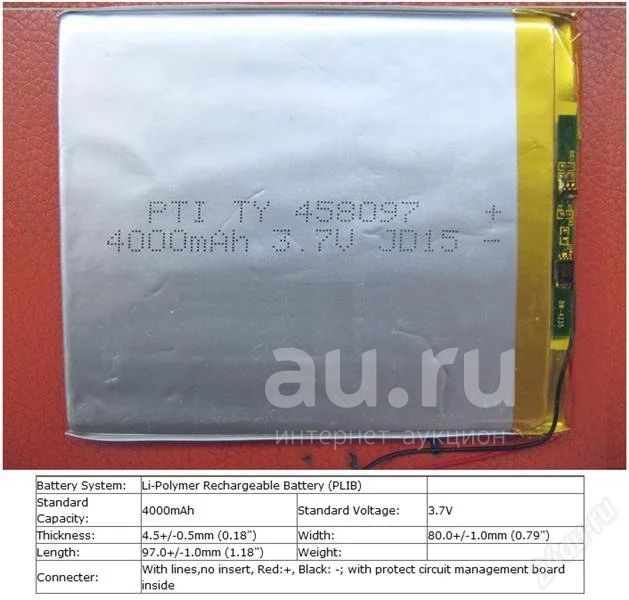 PTI TY 458097 +
4000mAh 3.7V JD15 -
au.ru
интернет аукцион
Battery System: Li-Polymer Rechargeable Battery (PLIB)
Standard Capacity: 4000mAh Standard Voltage: 3.7V
Thickness: 4.5+/-0.5mm (0.18") Width: 80.0+/-1.0mm (0.79")
Length: 97.0+/-1.0mm (1.18") Weight:
Connecter: With lines,no insert, Red:+, Black: -; with protect circuit management board
inside